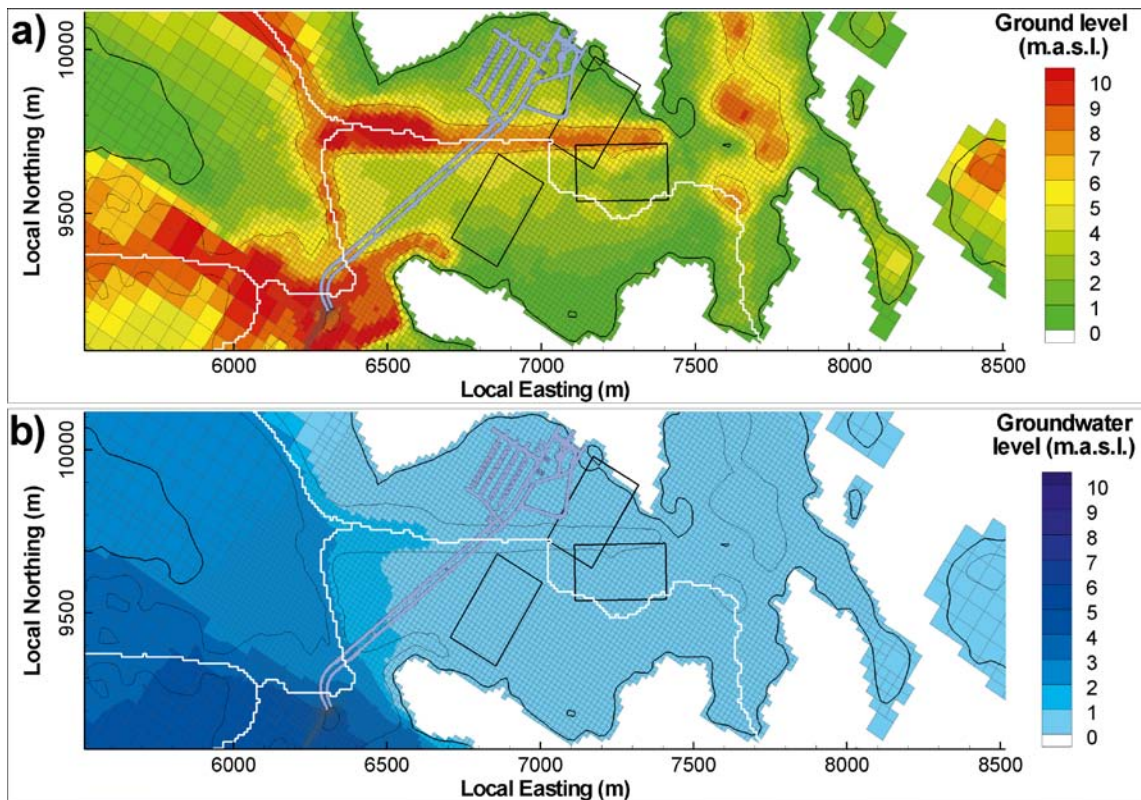 a)
Ground level
(m.a.s.l.)
10
9
8
7
6
5
4
3
2
1
0
Local Northing (m)
10000
9500
6000 6500 7000 7500 8000 8500
Local Easting (m)
b)
Groundwater
level (m.a.s.l.)
10
9
8
7
6
5
4
3
2
1
0
Local Northing (m)
10000
9500
6000 6500 7000 7500 8000 8500
Local Easting (m)